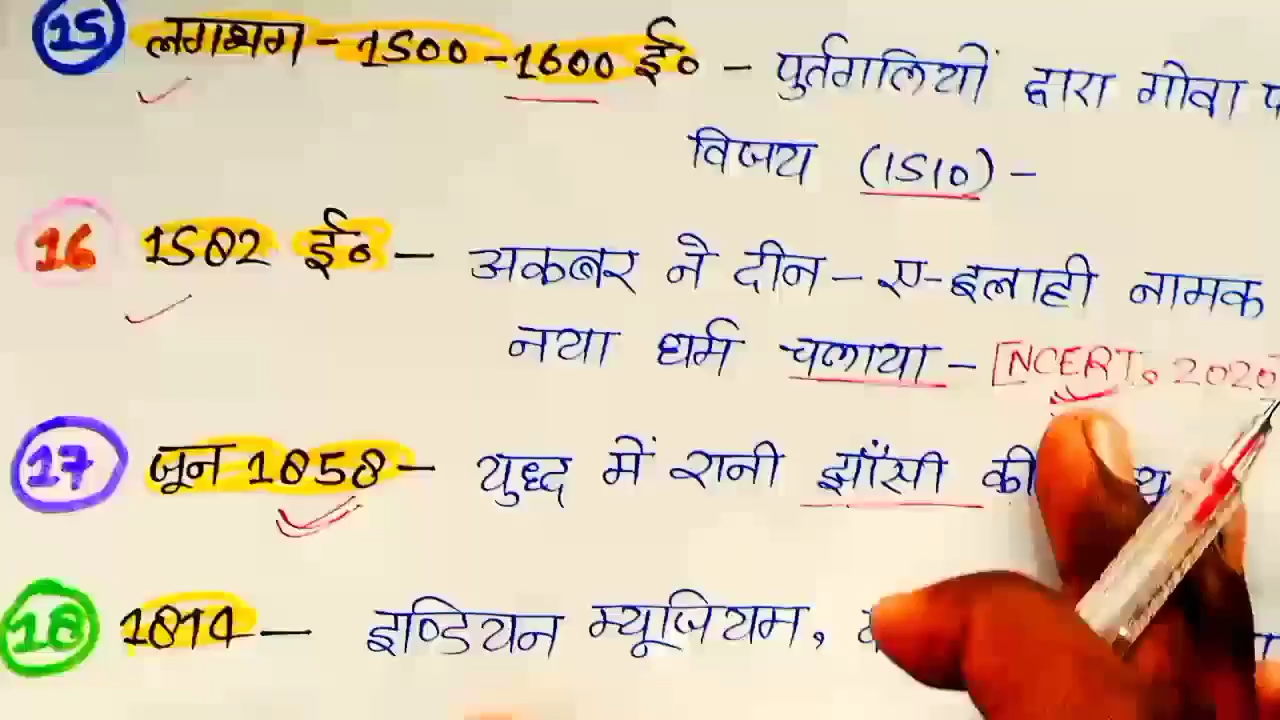 15 लगभग - 1500 - 1600 ई० - पुर्तगालियों द्वारा गोवा
विजय (1510) -
16 1582 ई० - अकबर ने दीन - ए-इलाही नामक
नया धर्म चलाया - [NCERT. 2020]
17 जून 1858 - युध्द में रानी झाँसी की
18 1814 - इण्डियन म्यूजियम,